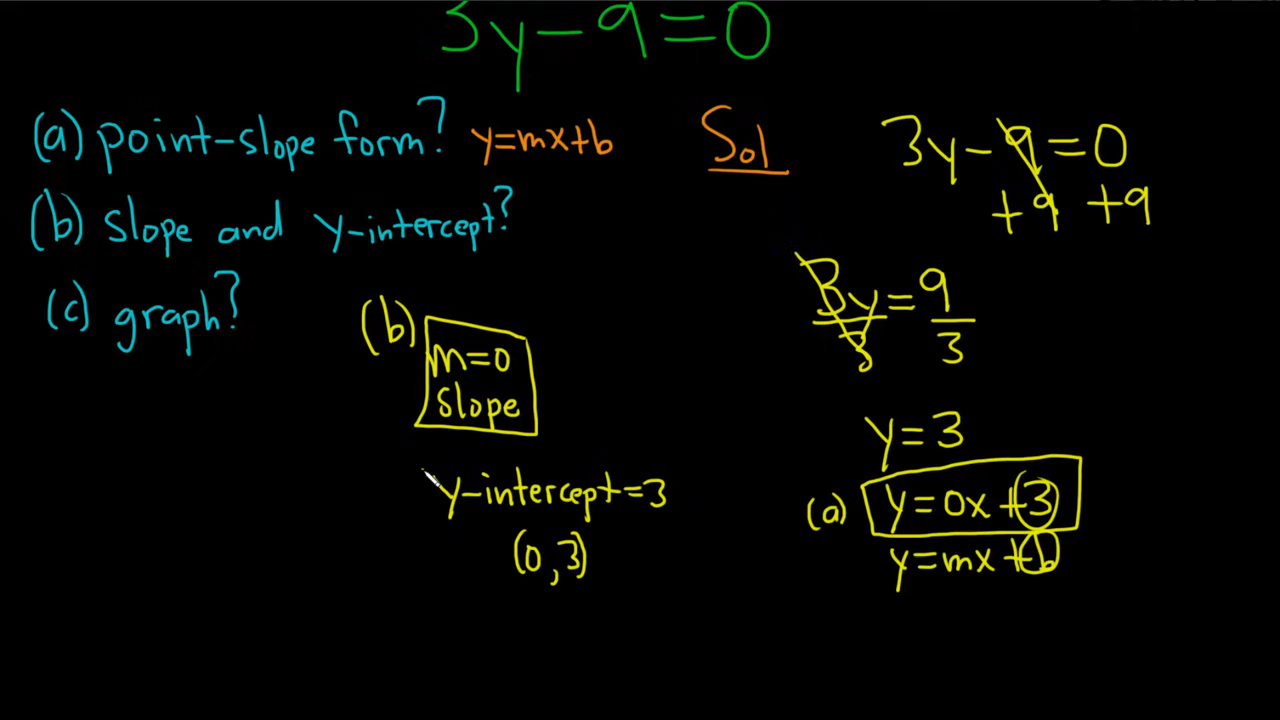 3y-9=0
(a) point-slope form? y=mx+b
(b) slope and y-intercept?
(c) graph?
Sol
3y-9=0
+9 +9
3y/3=9/3
y=3
(a) y=0x+3
y=mx+b
(b) m=0
slope
y-intercept=3
(0,3)